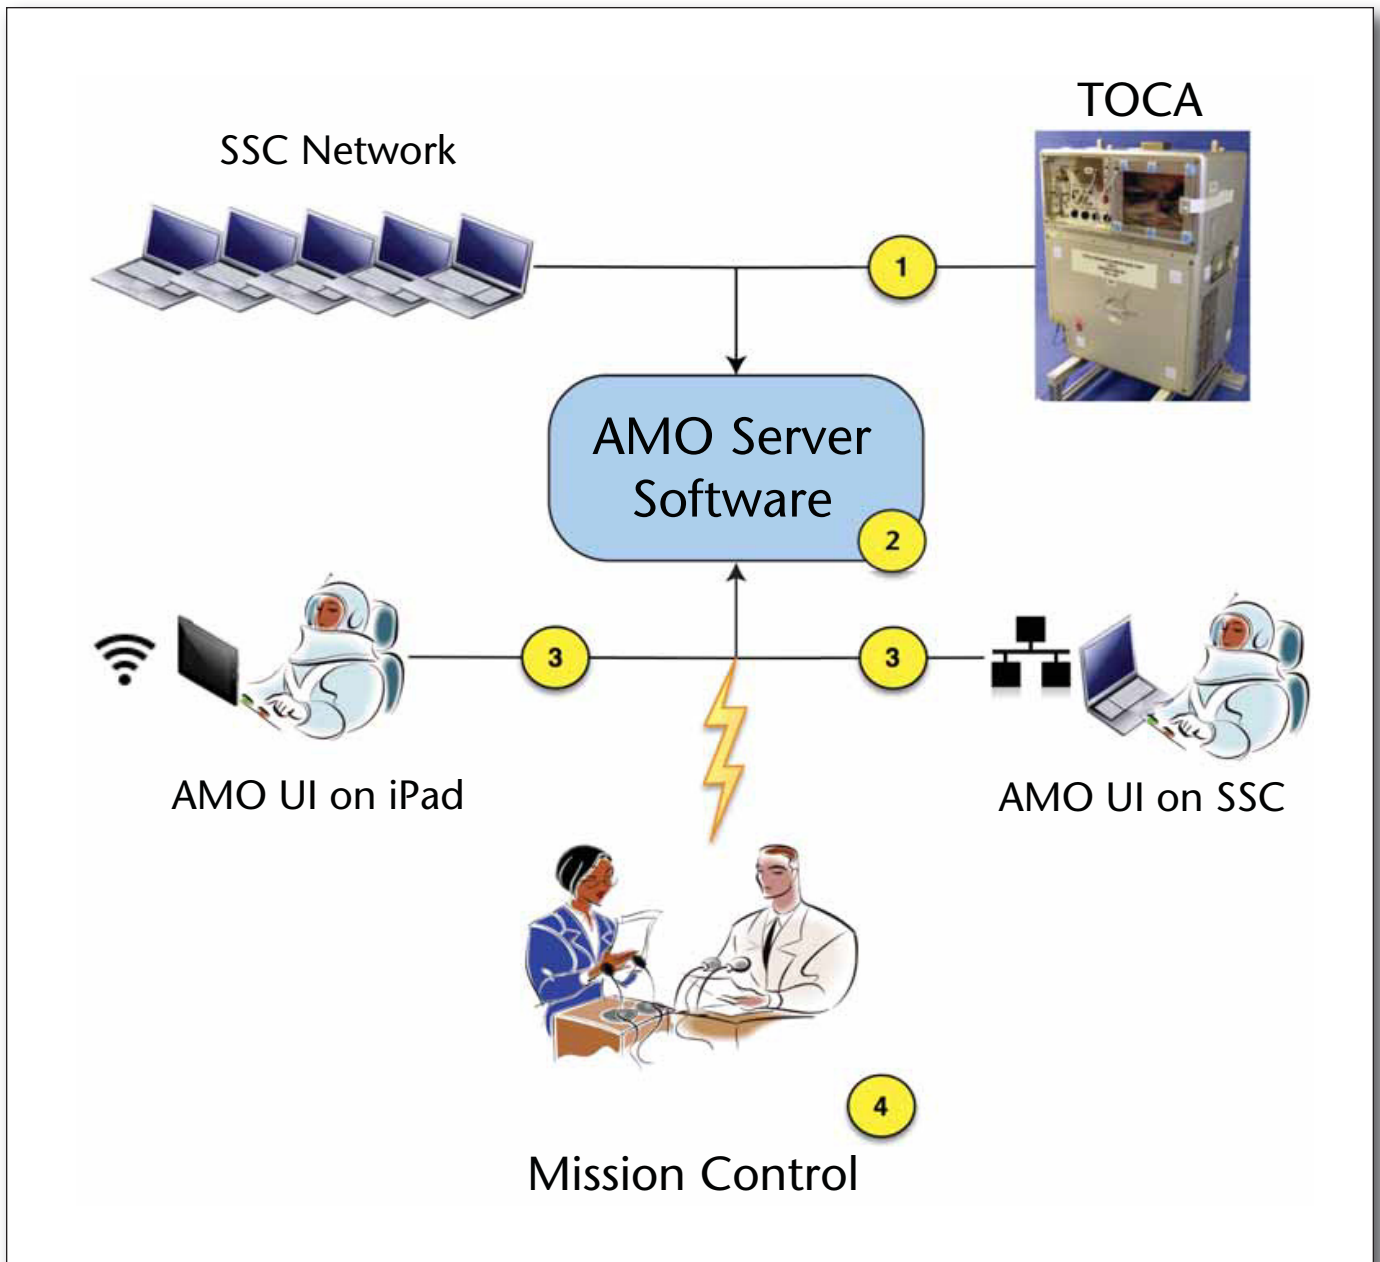 TOCA
SSC Network
1
AMO Server
Software
2
3
3
AMO UI on iPad
AMO UI on SSC
4
Mission Control